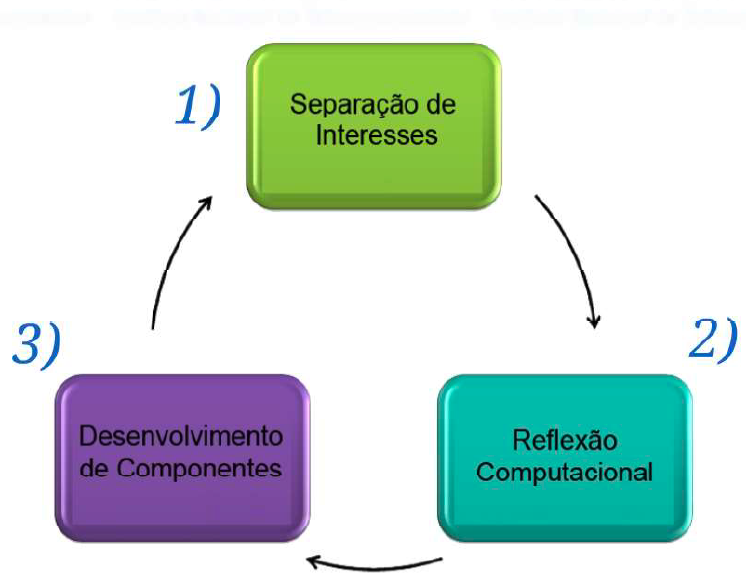 1)
Separação de
Interesses
2)
Reflexão
Computacional
3)
Desenvolvimento
de Componentes